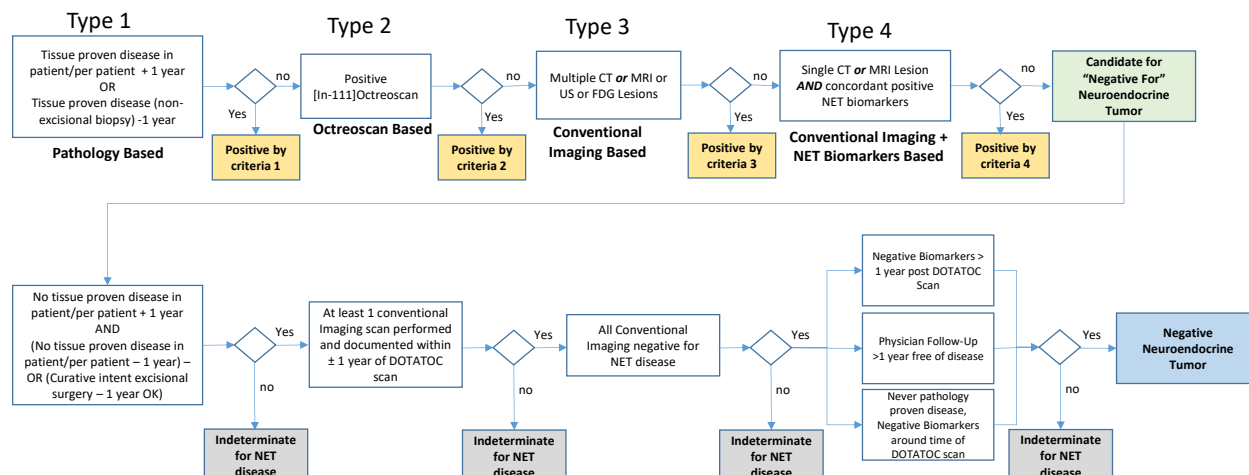 Type 1
Type 2
Type 3
Type 4
Tissue proven disease in
patient/per patient + 1 year
OR
Tissue proven disease (non-
excisional biopsy) -1 year
no
Yes
Positive
[In-111]Octreoscan
no
Yes
Multiple CT or MRI or
US or FDG Lesions
no
Yes
Single CT or MRI Lesion
AND concordant positive
NET biomarkers
no
Yes
Candidate for
“Negative For”
Neuroendocrine
Tumor
Pathology Based
Octreoscan Based
Conventional
Imaging Based
Conventional Imaging +
NET Biomarkers Based
Positive by
criteria 1
Positive by
criteria 2
Positive by
criteria 3
Positive by
criteria 4
No tissue proven disease in
patient/per patient + 1 year
AND
(No tissue proven disease in
patient/per patient – 1 year) –
OR (Curative intent excisional
surgery – 1 year OK)
Yes
no
At least 1 conventional
Imaging scan performed
and documented within
± 1 year of DOTATOC
scan
Yes
no
All Conventional
Imaging negative for
NET disease
Yes
no
Negative Biomarkers >
1 year post DOTATOC
Scan
Physician Follow-Up
>1 year free of disease
Never pathology
proven disease,
Negative Biomarkers
around time of
DOTATOC scan
Yes
no
Negative
Neuroendocrine
Tumor
Indeterminate
for NET
disease
Indeterminate
for NET
disease
Indeterminate
for NET
disease
Indeterminate
for NET
disease